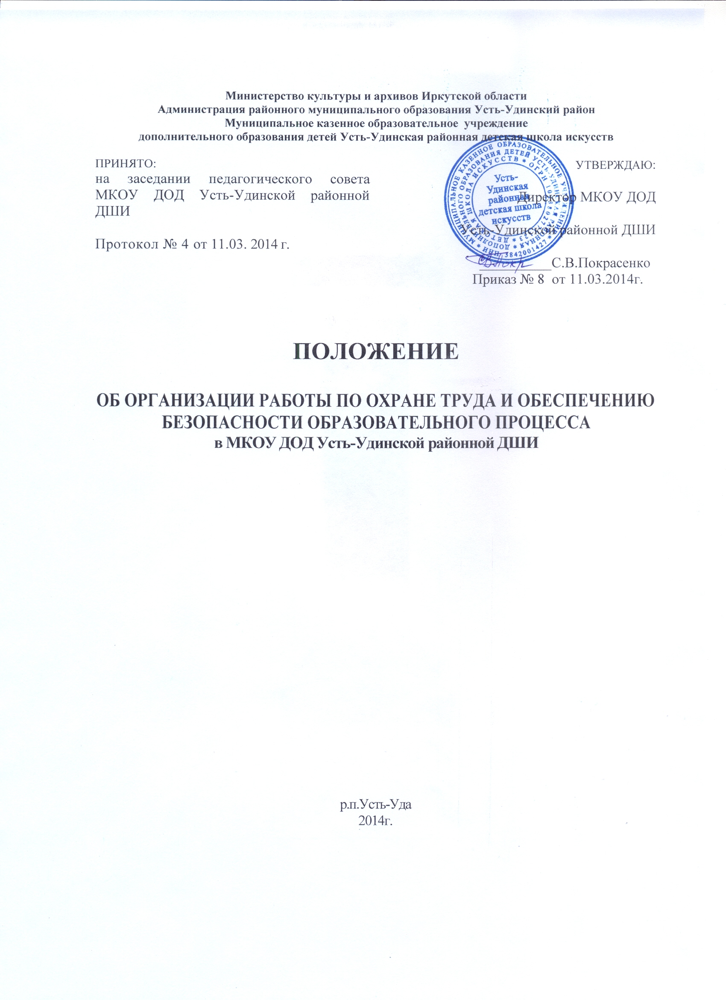 Министерство культуры и архивов Иркутской области
Администрация районного муниципального образования Усть-Удинский район
Муниципальное казенное образовательное учреждение
дополнительного образования детей Усть-Удинская районная детская школа искусств
ПРИНЯТО:
на заседании педагогического совета
МКОУ ДОД Усть-Удинской районной
ДШИ
Протокол № 4 от 11.03. 2014 г.
УТВЕРЖДАЮ:
Директор МКОУ ДОД
Усть-Удинской районной ДШИ
___________С.В.Покрасенко
Приказ № 8 от 11.03.2014г.
МУНИЦИПАЛЬНОЕ КАЗЕННОЕ ОБРАЗОВАТЕЛЬНОЕ УЧРЕЖДЕНИЕ * ИНН 3842001427 *
ДОПОЛНИТЕЛЬНОГО ОБРАЗОВАНИЯ ДЕТЕЙ УСТЬ-УДИНСКАЯ РАЙОННАЯ *
ДЕТСКАЯ ШКОЛА ИСКУССТВ * ОГРН
Усть-
Удинская
районная
детская школа
искусств
ПОЛОЖЕНИЕ
ОБ ОРГАНИЗАЦИИ РАБОТЫ ПО ОХРАНЕ ТРУДА И ОБЕСПЕЧЕНИЮ
БЕЗОПАСНОСТИ ОБРАЗОВАТЕЛЬНОГО ПРОЦЕССА
в МКОУ ДОД Усть-Удинской районной ДШИ
р.п.Усть-Уда
2014г.